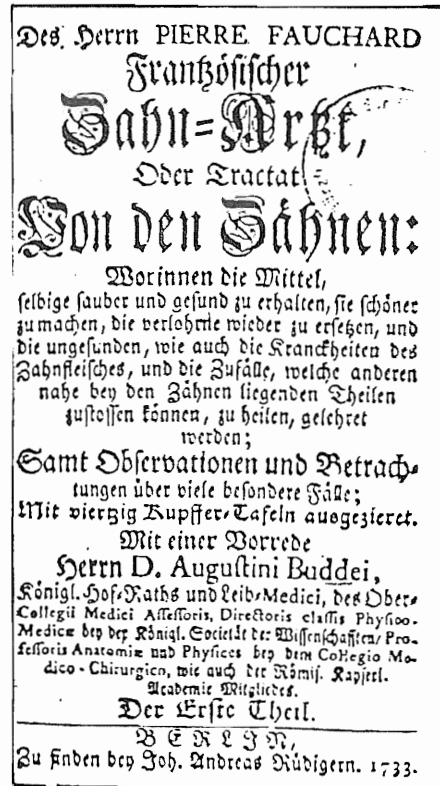 Des Herrn PIERRE FAUCHARD
Frantzösischer
Zahn-Artzt,
Oder Tractat
Von den Zähnen:
Worinnen die Mittel,
selbige sauber und gesund zu erhalten, sie schöner
zu machen, die verlohrne wieder zu ersetzen, und
die ungesunden, wie auch die Kranckheiten des
Zahnfleisches, und die Zufälle, welche anderen
nahe bey den Zähnen liegenden Theilen
zustossen können, zu heilen, gelehret
werden;
Samt Observationen und Betrach-
tungen über viele besondere Fälle;
Mit viertzig Kupffer-Tafeln ausgezieret.
Mit einer Vorrede
Herrn D. Augustini Buddei,
Königl. Hof-Raths und Leib-Medici, des Ober-
Collegii Medici Assessoris, Directoris classis Physico-
Medicæ bey der Königl. Societät der Wissenschafften/ Pro-
fessoris Anatomiæ und Physices bey dem Collegio Me-
dico-Chirurgico, wie auch der Römis. Kayserl.
Academie Mitgliedes.
Der Erste Theil.
BERLIN,
Zu finden bey Joh. Andreas Rüdigern. 1733.